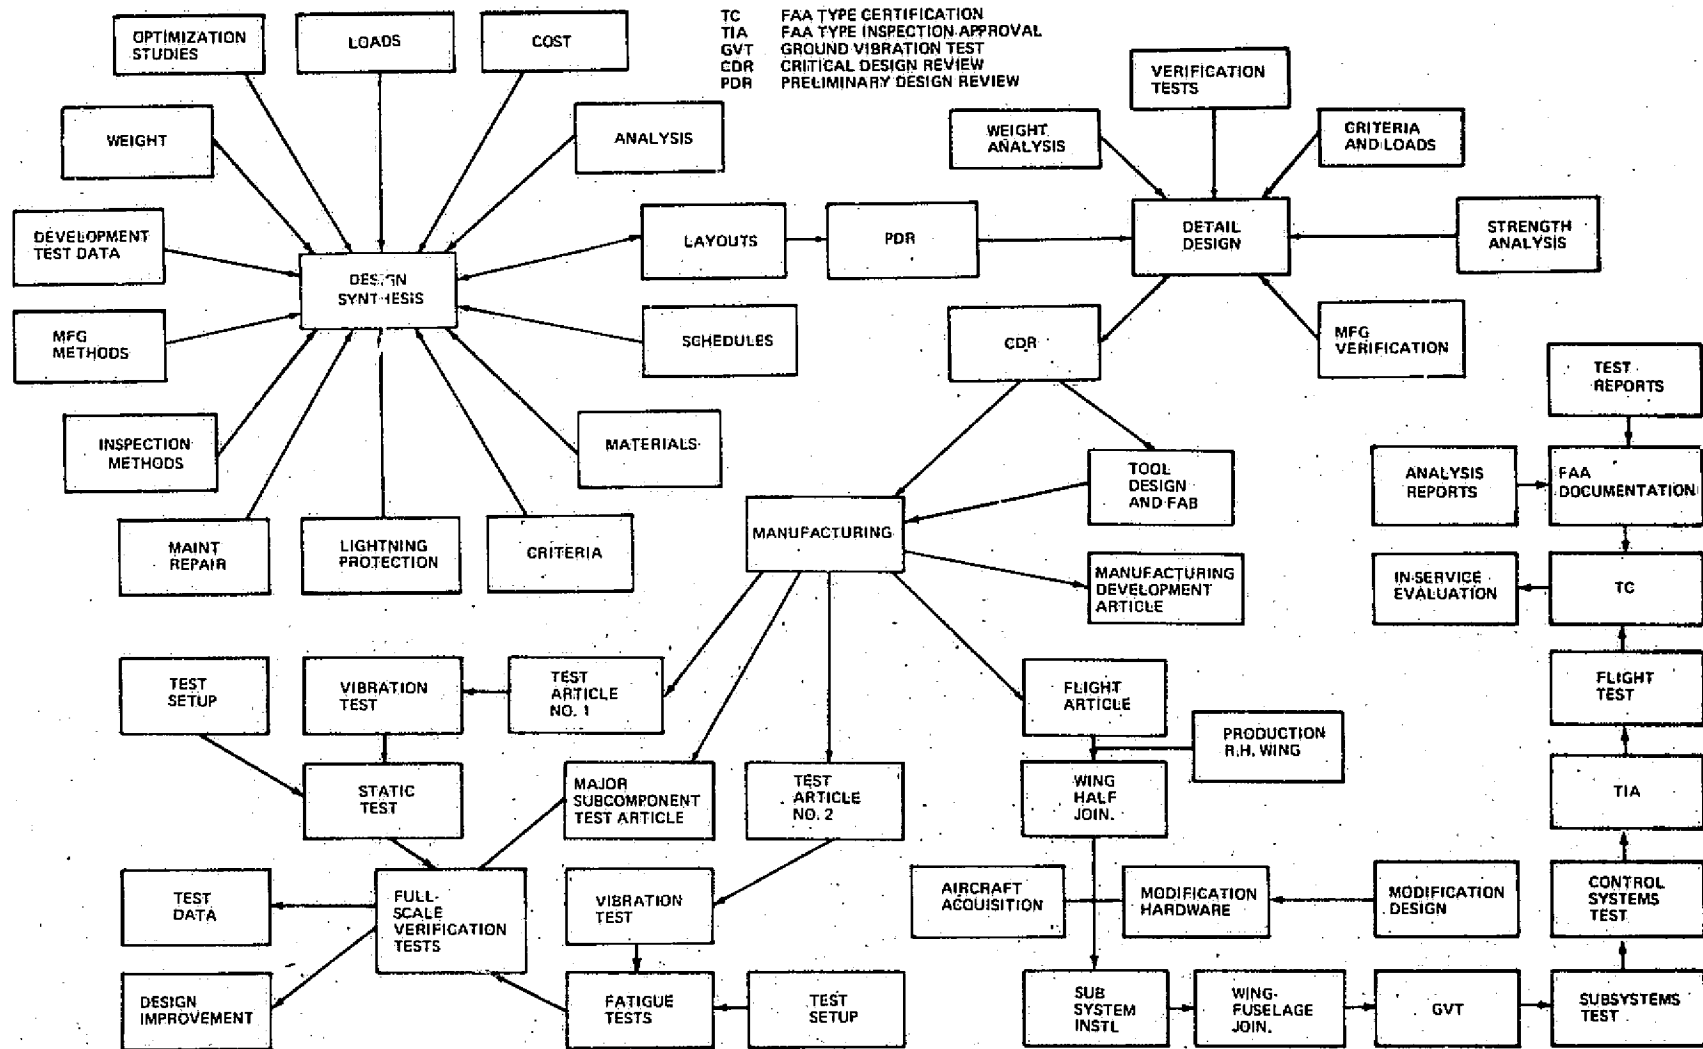 TC FAA TYPE CERTIFICATION
TIA FAA TYPE INSPECTION APPROVAL
GVT GROUND VIBRATION TEST
CDR CRITICAL DESIGN REVIEW
PDR PRELIMINARY DESIGN REVIEW
OPTIMIZATION
STUDIES
LOADS
COST
WEIGHT
ANALYSIS
DEVELOPMENT
TEST DATA
DESIGN
SYNTHESIS
LAYOUTS
PDR
MFG
METHODS
SCHEDULES
INSPECTION
METHODS
MATERIALS
MAINT
REPAIR
LIGHTNING
PROTECTION
CRITERIA
VERIFICATION
TESTS
WEIGHT
ANALYSIS
CRITERIA
AND LOADS
DETAIL
DESIGN
STRENGTH
ANALYSIS
CDR
MFG
VERIFICATION
TOOL
DESIGN
AND FAB
MANUFACTURING
MANUFACTURING
DEVELOPMENT
ARTICLE
TEST
REPORTS
ANALYSIS
REPORTS
FAA
DOCUMENTATION
IN-SERVICE
EVALUATION
TC
FLIGHT
TEST
TIA
CONTROL
SYSTEMS
TEST
SUBSYSTEMS
TEST
TEST
SETUP
VIBRATION
TEST
TEST
ARTICLE
NO. 1
STATIC
TEST
MAJOR
SUBCOMPONENT
TEST ARTICLE
TEST
ARTICLE
NO. 2
FLIGHT
ARTICLE
PRODUCTION
R.H. WING
WING
HALF
JOIN.
TEST
DATA
FULL-
SCALE
VERIFICATION
TESTS
VIBRATION
TEST
AIRCRAFT
ACQUISITION
MODIFICATION
HARDWARE
MODIFICATION
DESIGN
DESIGN
IMPROVEMENT
FATIGUE
TESTS
TEST
SETUP
SUB
SYSTEM
INSTL
WING-
FUSELAGE
JOIN.
GVT